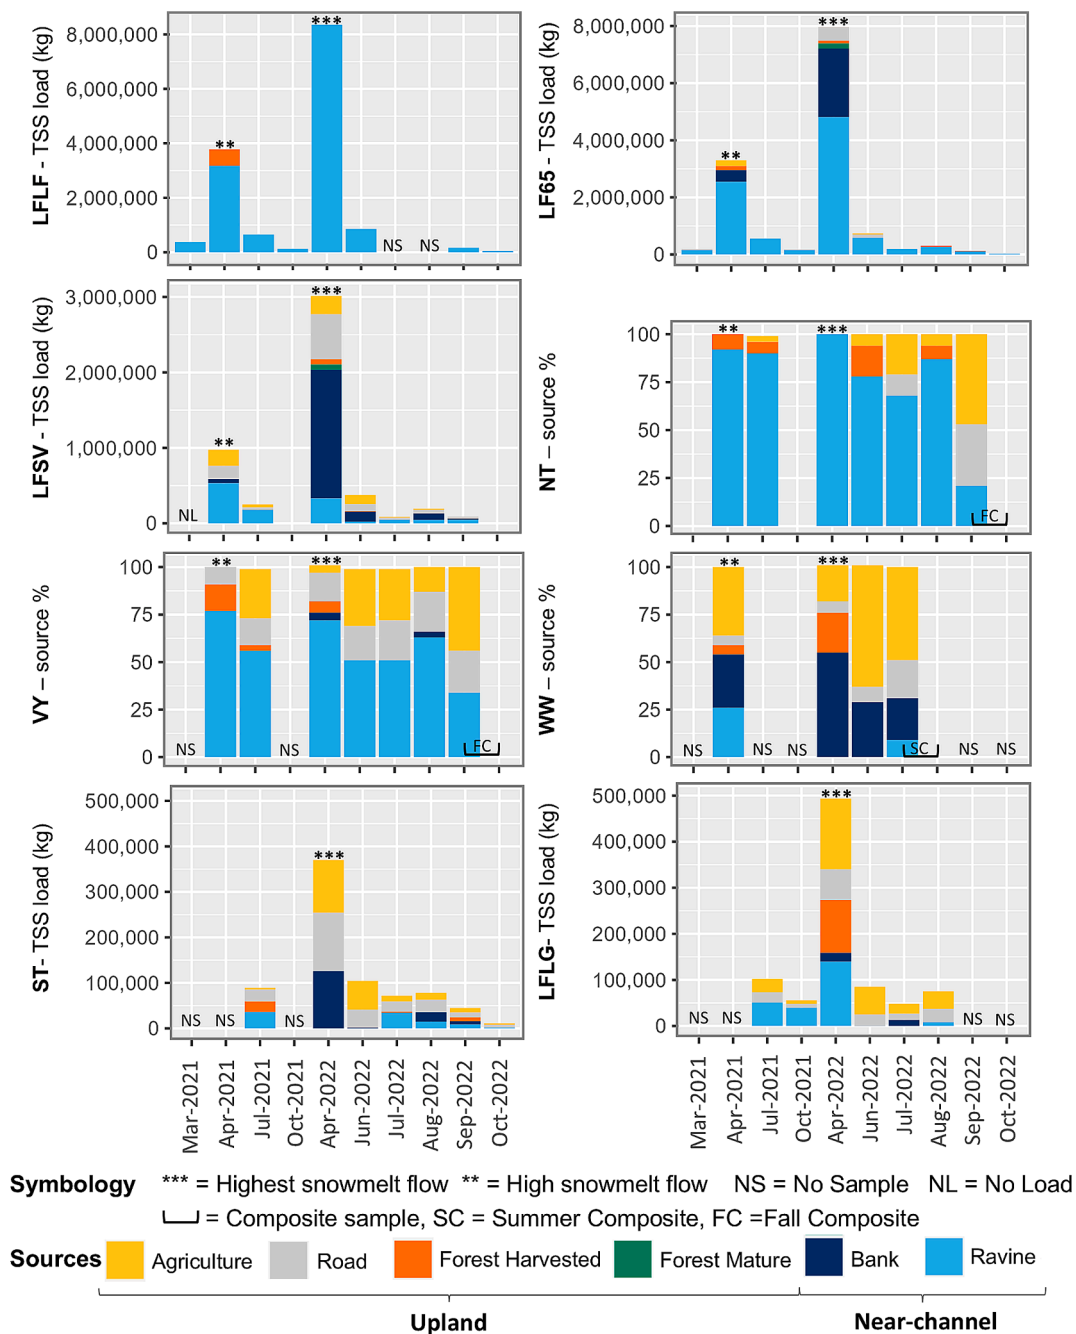 LFLF - TSS load (kg)
8,000,000
6,000,000
4,000,000
2,000,000
0
**
***
NS
NS
LF65 - TSS load (kg)
8,000,000
6,000,000
4,000,000
2,000,000
0
**
***
LFSV - TSS load (kg)
3,000,000
2,000,000
1,000,000
0
NL
**
***
NT – source %
100
75
50
25
0
**
***
FC
VY – source %
100
75
50
25
0
NS
**
NS
***
FC
WW – source %
100
75
50
25
0
NS
**
NS
NS
***
SC
NS
NS
ST- TSS load (kg)
500,000
400,000
300,000
200,000
100,000
0
NS
NS
NS
***
Mar-2021
Apr-2021
Jul-2021
Oct-2021
Apr-2022
Jun-2022
Jul-2022
Aug-2022
Sep-2022
Oct-2022
LFLG- TSS load (kg)
500,000
400,000
300,000
200,000
100,000
0
NS
NS
***
NS
NS
Mar-2021
Apr-2021
Jul-2021
Oct-2021
Apr-2022
Jun-2022
Jul-2022
Aug-2022
Sep-2022
Oct-2022
Symbology *** = Highest snowmelt flow ** = High snowmelt flow NS = No Sample NL = No Load
= Composite sample, SC = Summer Composite, FC =Fall Composite
Sources Agriculture Road Forest Harvested Forest Mature Bank Ravine
Upland Near-channel